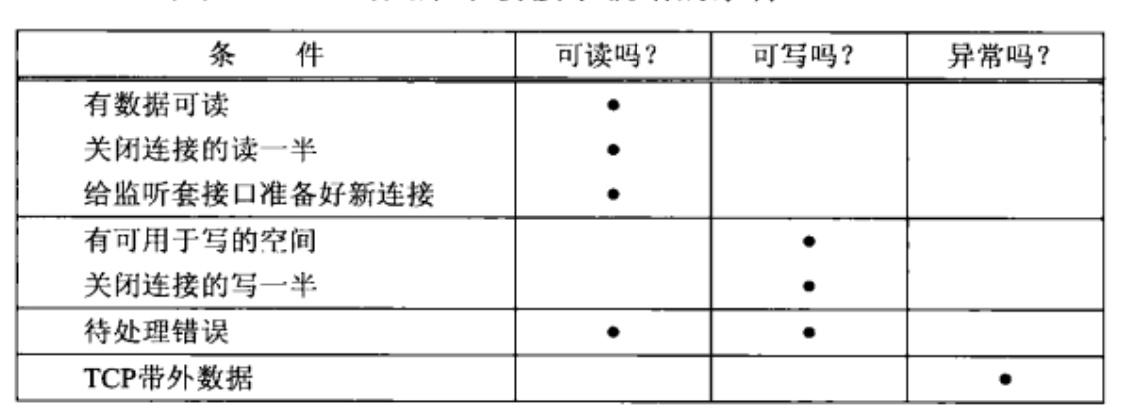 条 件 可读吗? 可写吗? 异常吗?
有数据可读 •
关闭连接的读一半 •
给监听套接口准备好新连接 •
有可用于写的空间 •
关闭连接的写一半 •
待处理错误 • •
TCP带外数据 •